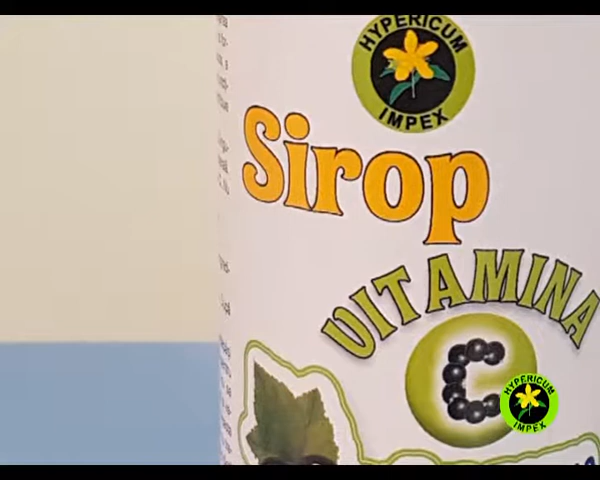 HYPERICUM
IMPEX
Sirop
VITAMINA
C
HYPERICUM
IMPEX